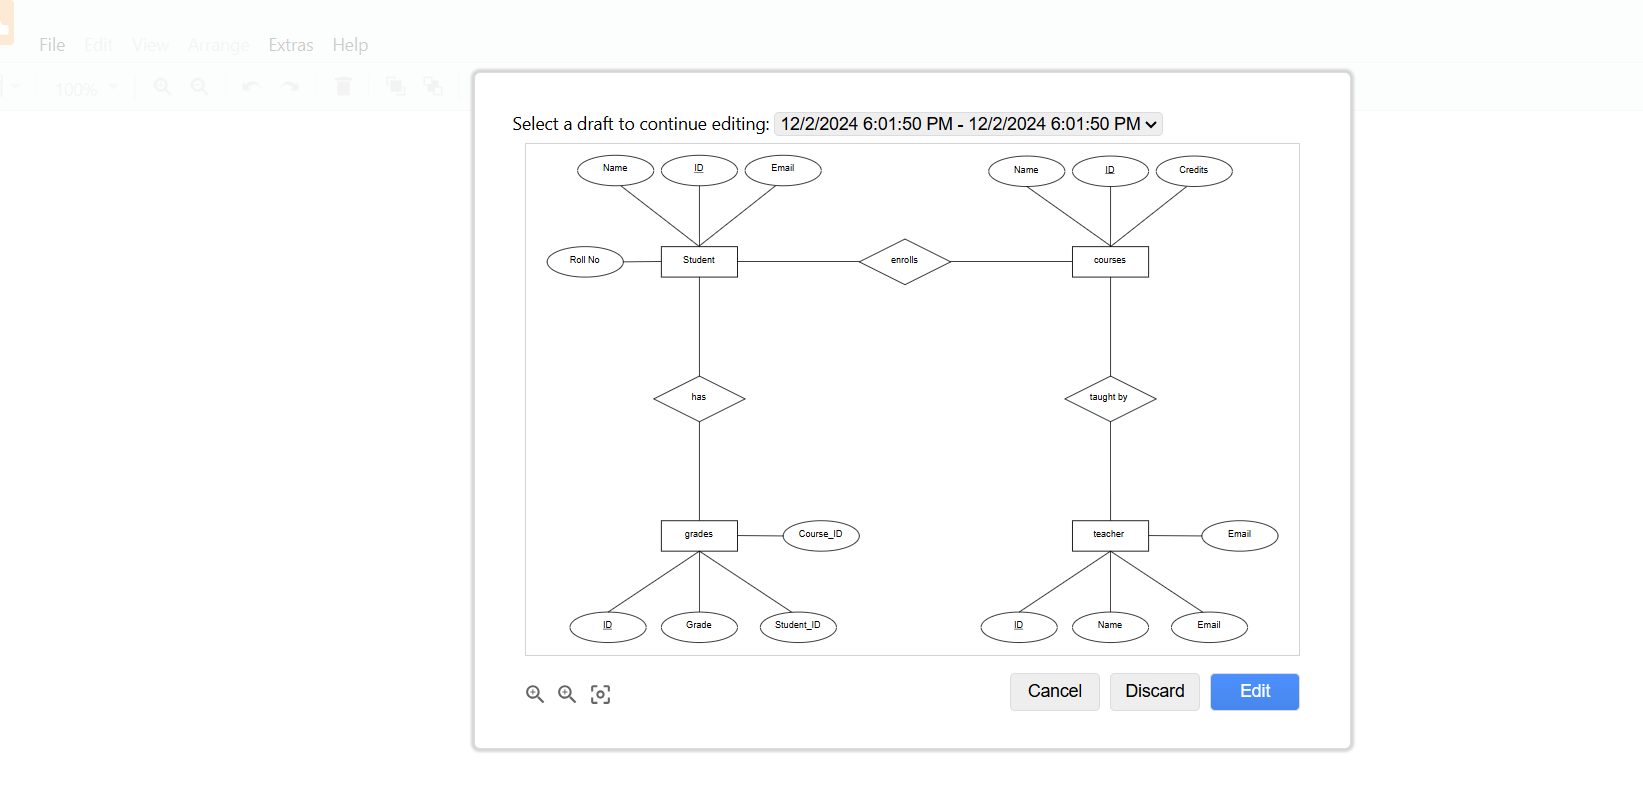 File Edit View Arrange Extras Help
100%
Select a draft to continue editing: 12/2/2024 6:01:50 PM - 12/2/2024 6:01:50 PM
Name ID Email Name ID Credits
Roll No Student enrolls courses
has taught by
grades Course_ID teacher Email
ID Grade Student_ID ID Name Email
Cancel Discard Edit